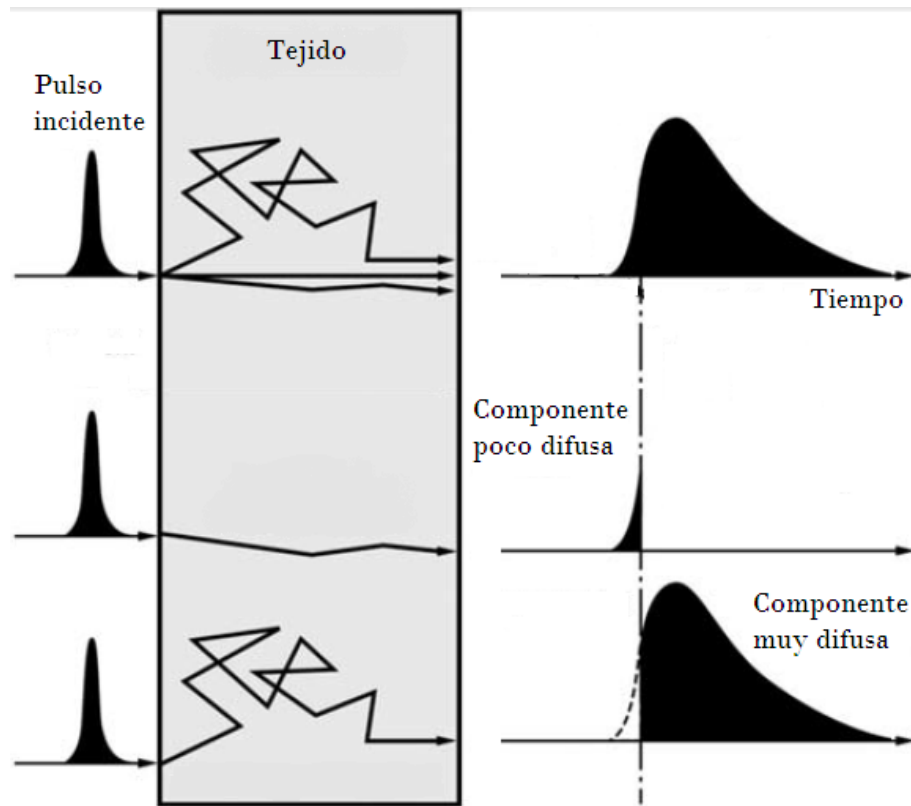 Tejido
Pulso
incidente
Tiempo
Componente
poco difusa
Componente
muy difusa